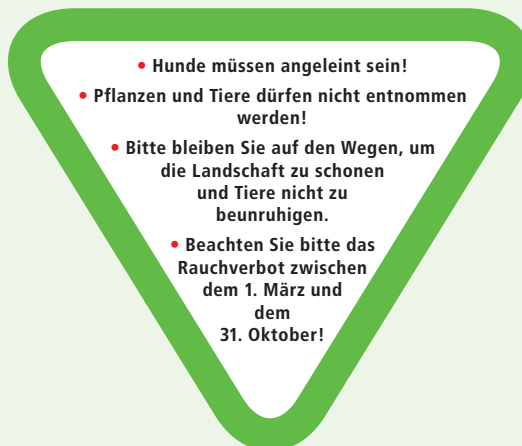 • Hunde müssen angeleint sein!
• Pflanzen und Tiere dürfen nicht entnommen
werden!
• Bitte bleiben Sie auf den Wegen, um
die Landschaft zu schonen
und Tiere nicht zu
beunruhigen.
• Beachten Sie bitte das
Rauchverbot zwischen
dem 1. März und
dem
31. Oktober!